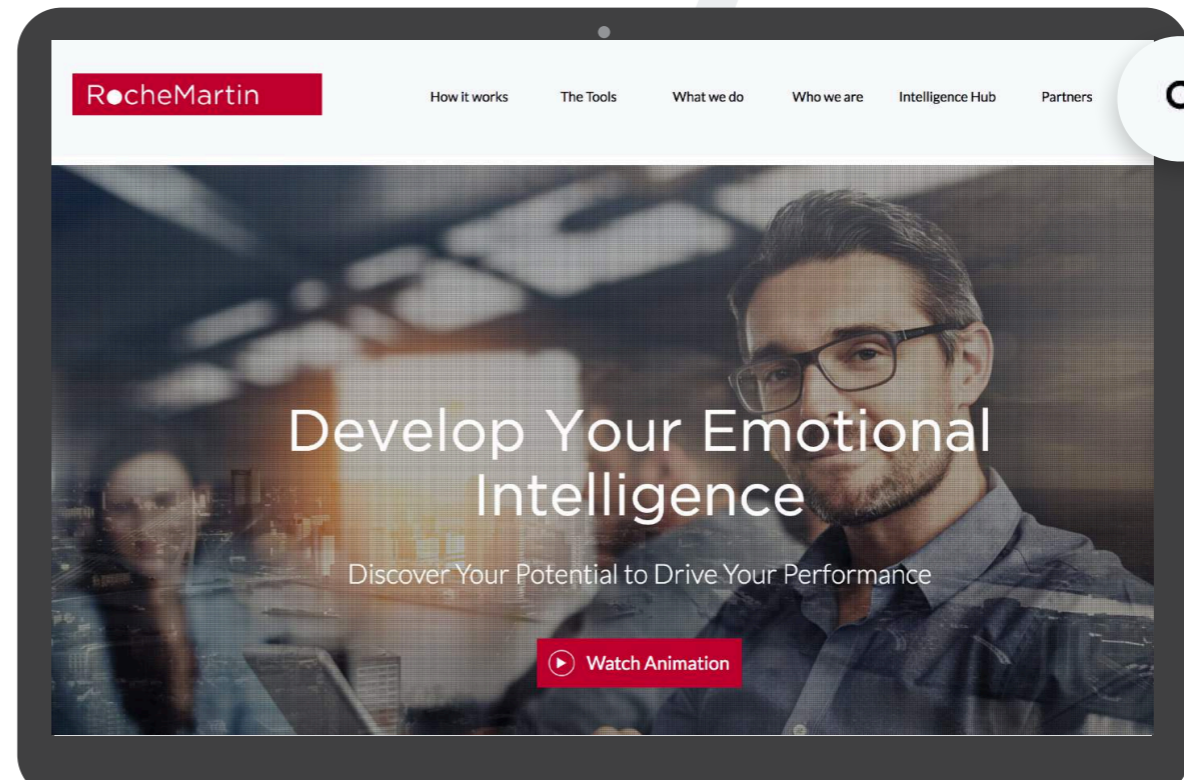 RocheMartin
How it works The Tools What we do Who we are Intelligence Hub Partners
Develop Your Emotional
Intelligence
Discover Your Potential to Drive Your Performance
Watch Animation